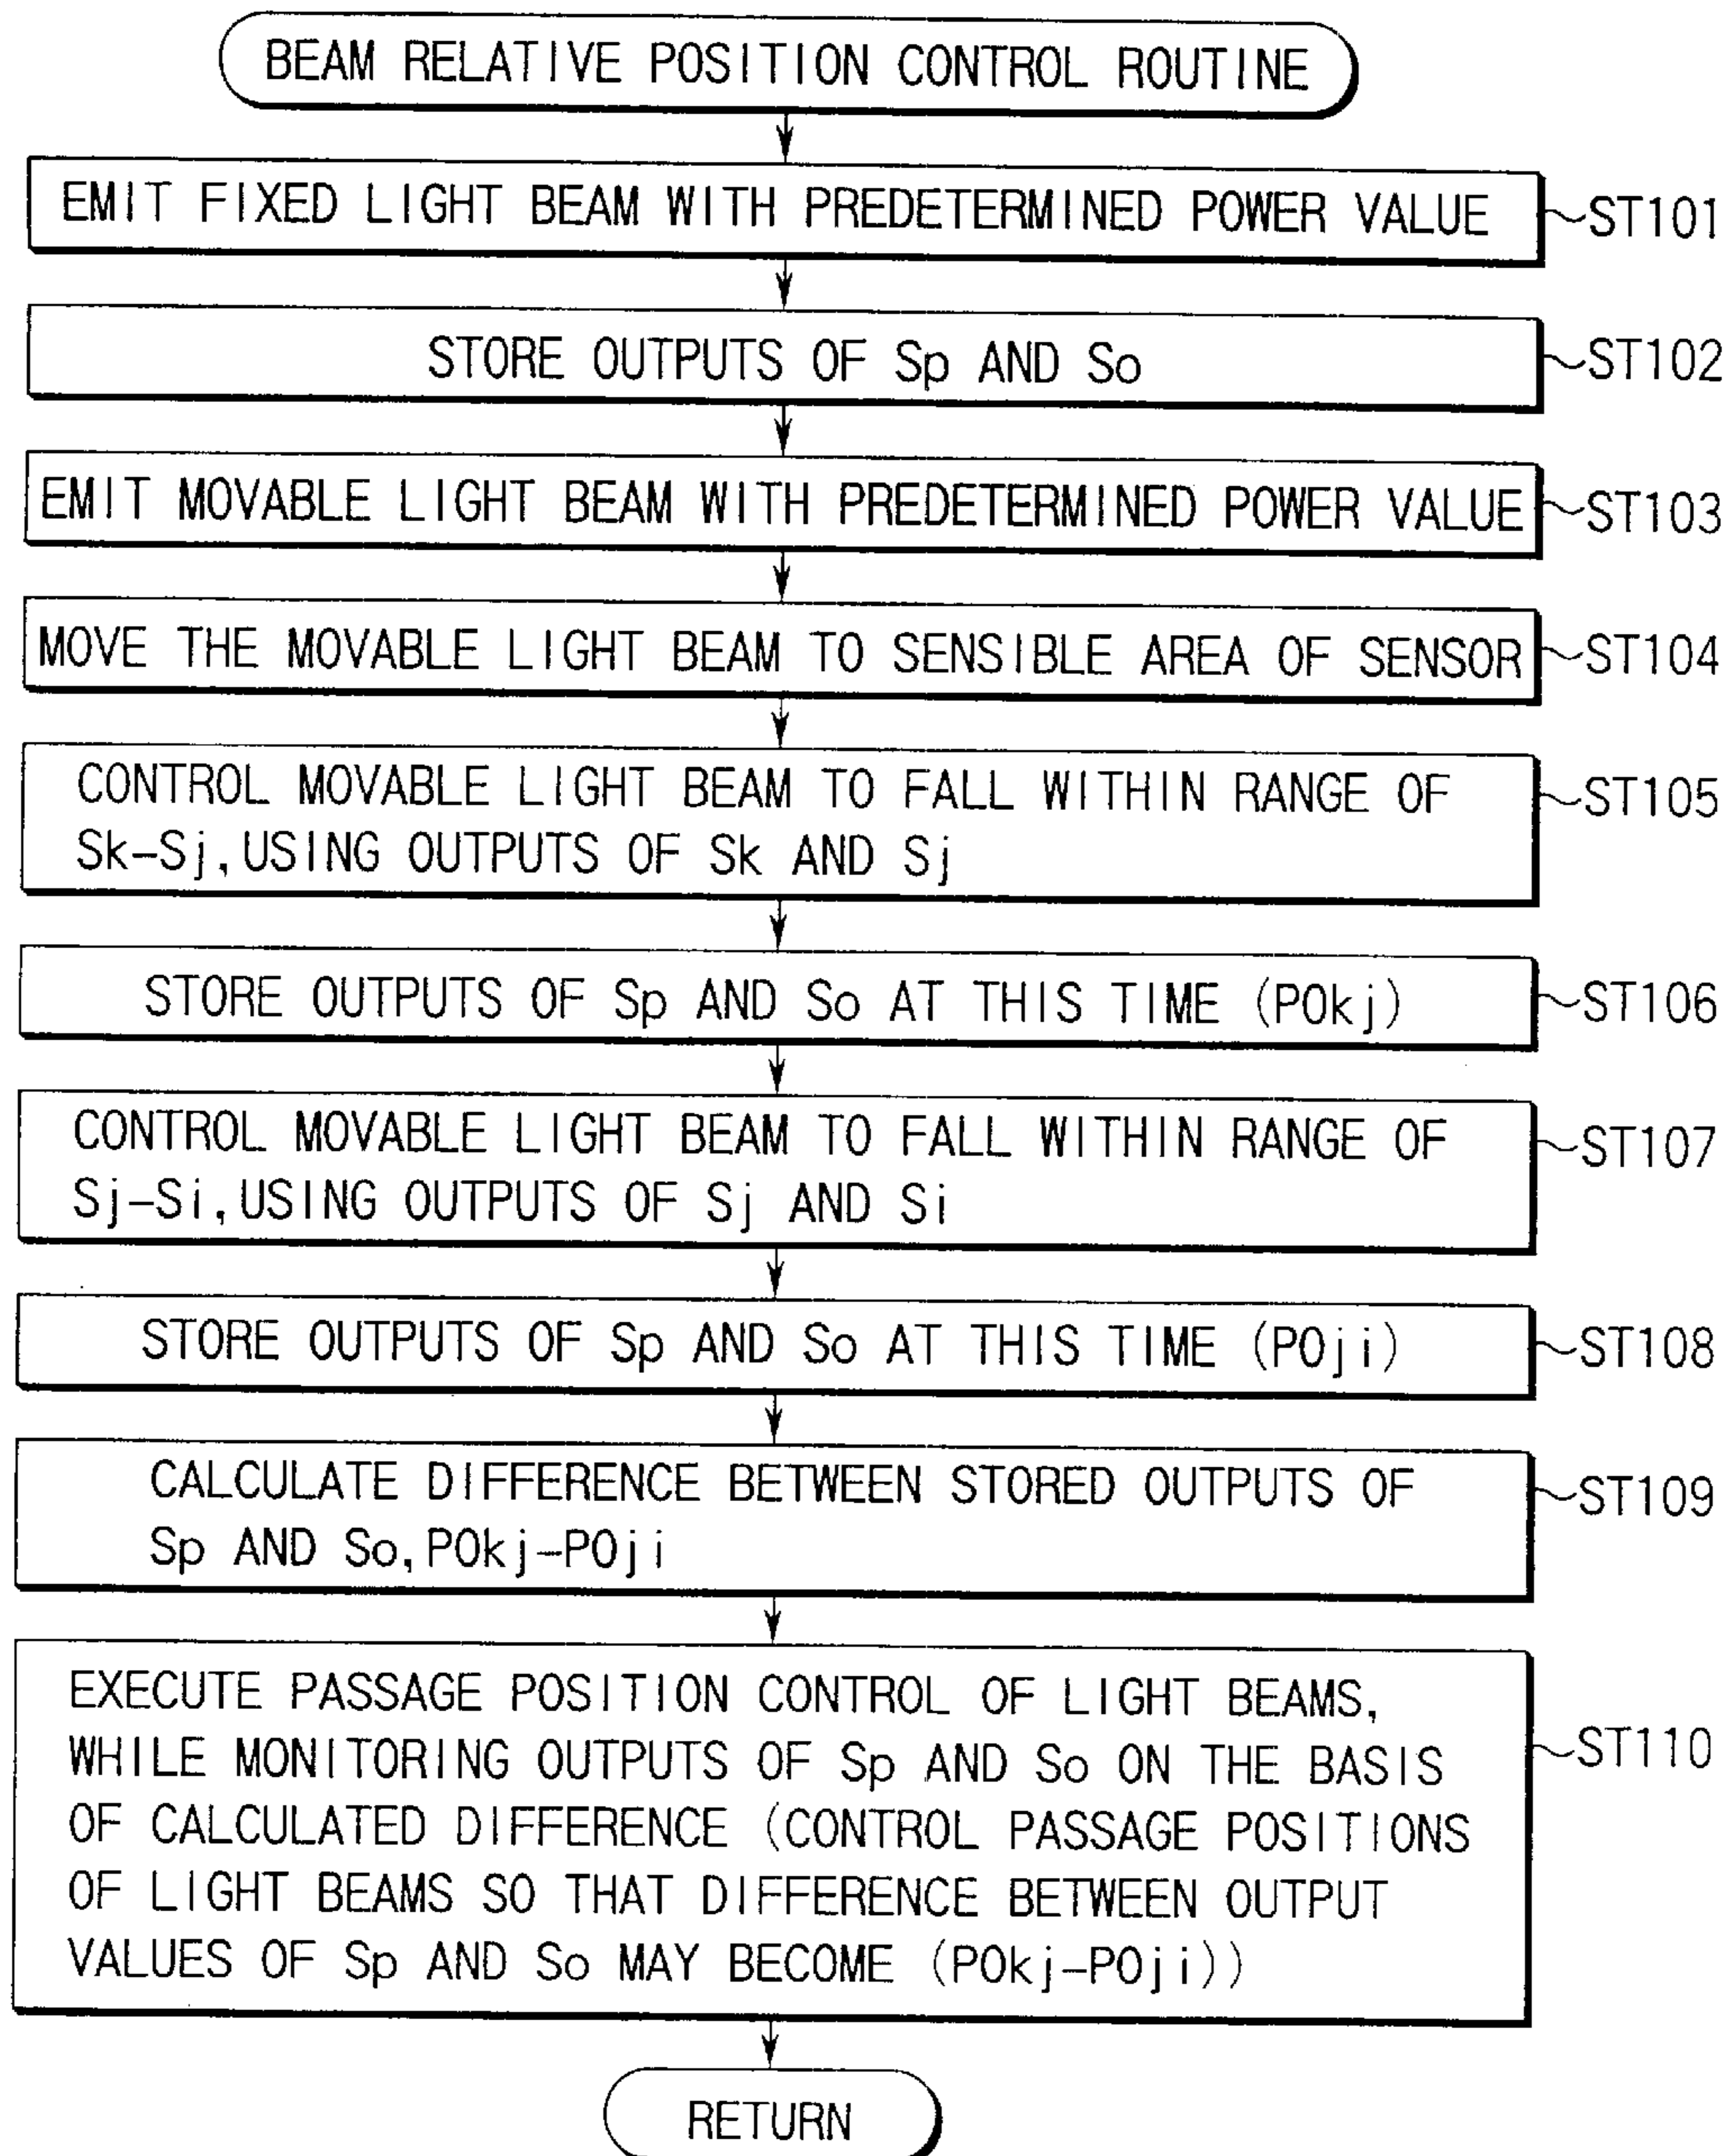 BEAM RELATIVE POSITION CONTROL ROUTINE
EMIT FIXED LIGHT BEAM WITH PREDETERMINED POWER VALUE
ST101
STORE OUTPUTS OF Sp AND So
ST102
EMIT MOVABLE LIGHT BEAM WITH PREDETERMINED POWER VALUE
ST103
MOVE THE MOVABLE LIGHT BEAM TO SENSIBLE AREA OF SENSOR
ST104
CONTROL MOVABLE LIGHT BEAM TO FALL WITHIN RANGE OF
Sk-Sj, USING OUTPUTS OF Sk AND Sj
ST105
STORE OUTPUTS OF Sp AND So AT THIS TIME (POkj)
ST106
CONTROL MOVABLE LIGHT BEAM TO FALL WITHIN RANGE OF
Sj-Si, USING OUTPUTS OF Sj AND Si
ST107
STORE OUTPUTS OF Sp AND So AT THIS TIME (POji)
ST108
CALCULATE DIFFERENCE BETWEEN STORED OUTPUTS OF
Sp AND So, POkj-POji
ST109
EXECUTE PASSAGE POSITION CONTROL OF LIGHT BEAMS,
WHILE MONITORING OUTPUTS OF Sp AND So ON THE BASIS
OF CALCULATED DIFFERENCE (CONTROL PASSAGE POSITIONS
OF LIGHT BEAMS SO THAT DIFFERENCE BETWEEN OUTPUT
VALUES OF Sp AND So MAY BECOME (POkj-POji))
ST110
RETURN